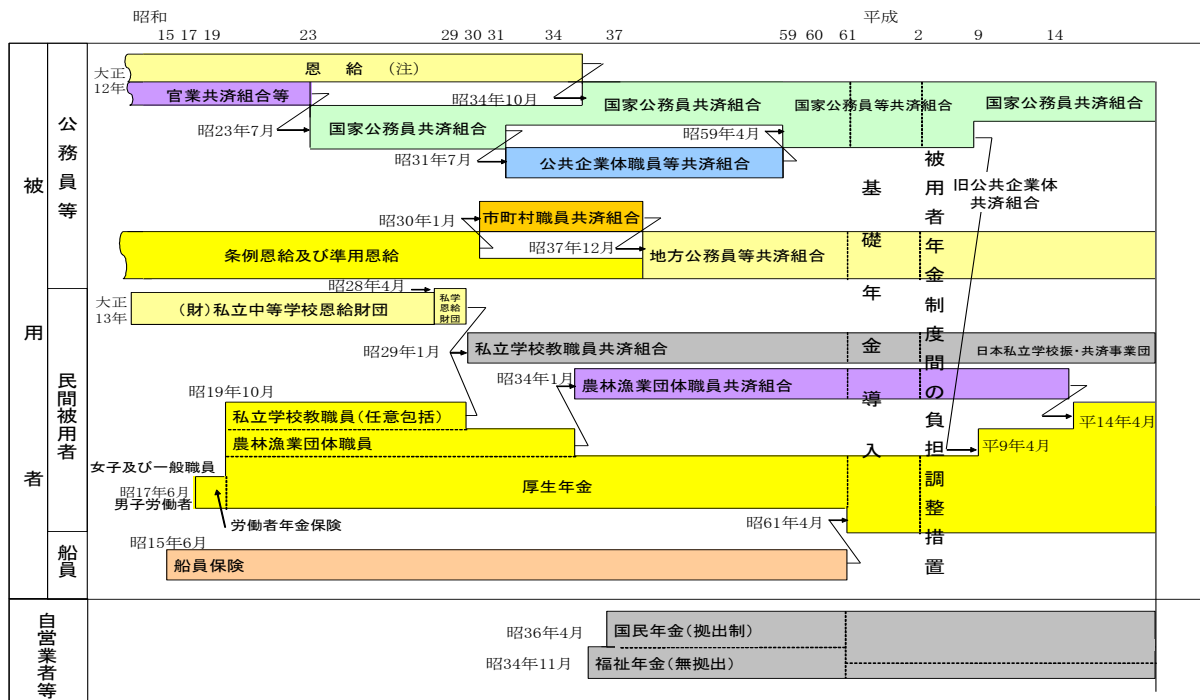 昭和
平成
15 17 19 23 29 30 31 34 37 59 60 61 2 9 14
被用者
公務員等
大正
12年
恩 給 (注)
官業共済組合等
昭34年10月
国家公務員共済組合
国家公務員等共済組合
国家公務員共済組合
昭23年7月
国家公務員共済組合
昭59年4月
昭31年7月
公共企業体職員等共済組合
旧公共企業体
共済組合
昭30年1月
市町村職員共済組合
昭37年12月
条例恩給及び準用恩給
地方公務員等共済組合
基礎年金導入
被用者年金制度間の負担調整措置
民間被用者
昭28年4月
大正
13年
(財)私立中等学校恩給財団
私学
恩給
財団
昭29年1月
私立学校教職員共済組合
日本私立学校振・共済事業団
昭34年1月
農林漁業団体職員共済組合
昭19年10月
私立学校教職員(任意包括)
平14年4月
農林漁業団体職員
平9年4月
女子及び一般職員
昭17年6月
男子労働者
厚生年金
労働者年金保険
昭61年4月
船員
昭15年6月
船員保険
自営業者等
昭36年4月
国民年金(拠出制)
昭34年11月
福祉年金(無拠出)